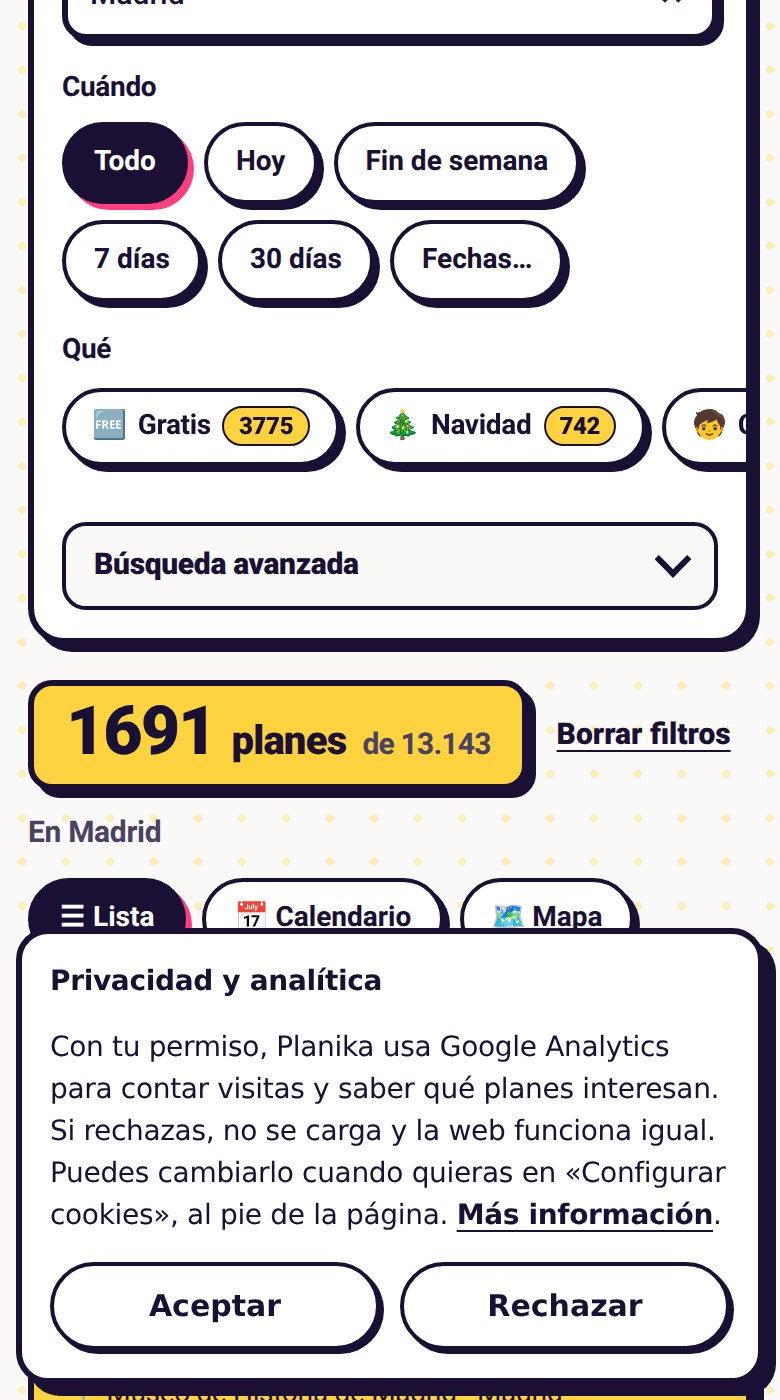 Madrid
Cuándo
Todo Hoy Fin de semana
7 días 30 días Fechas…
Qué
🆓 Gratis 3775 🎄 Navidad 742 🧒
Búsqueda avanzada
1691 planes de 13.143 Borrar filtros
En Madrid
☰ Lista 📅 Calendario 🗺️ Mapa
Privacidad y analítica
Con tu permiso, Planika usa Google Analytics
para contar visitas y saber qué planes interesan.
Si rechazas, no se carga y la web funciona igual.
Puedes cambiarlo cuando quieras en «Configurar
cookies», al pie de la página. Más información.
Aceptar Rechazar